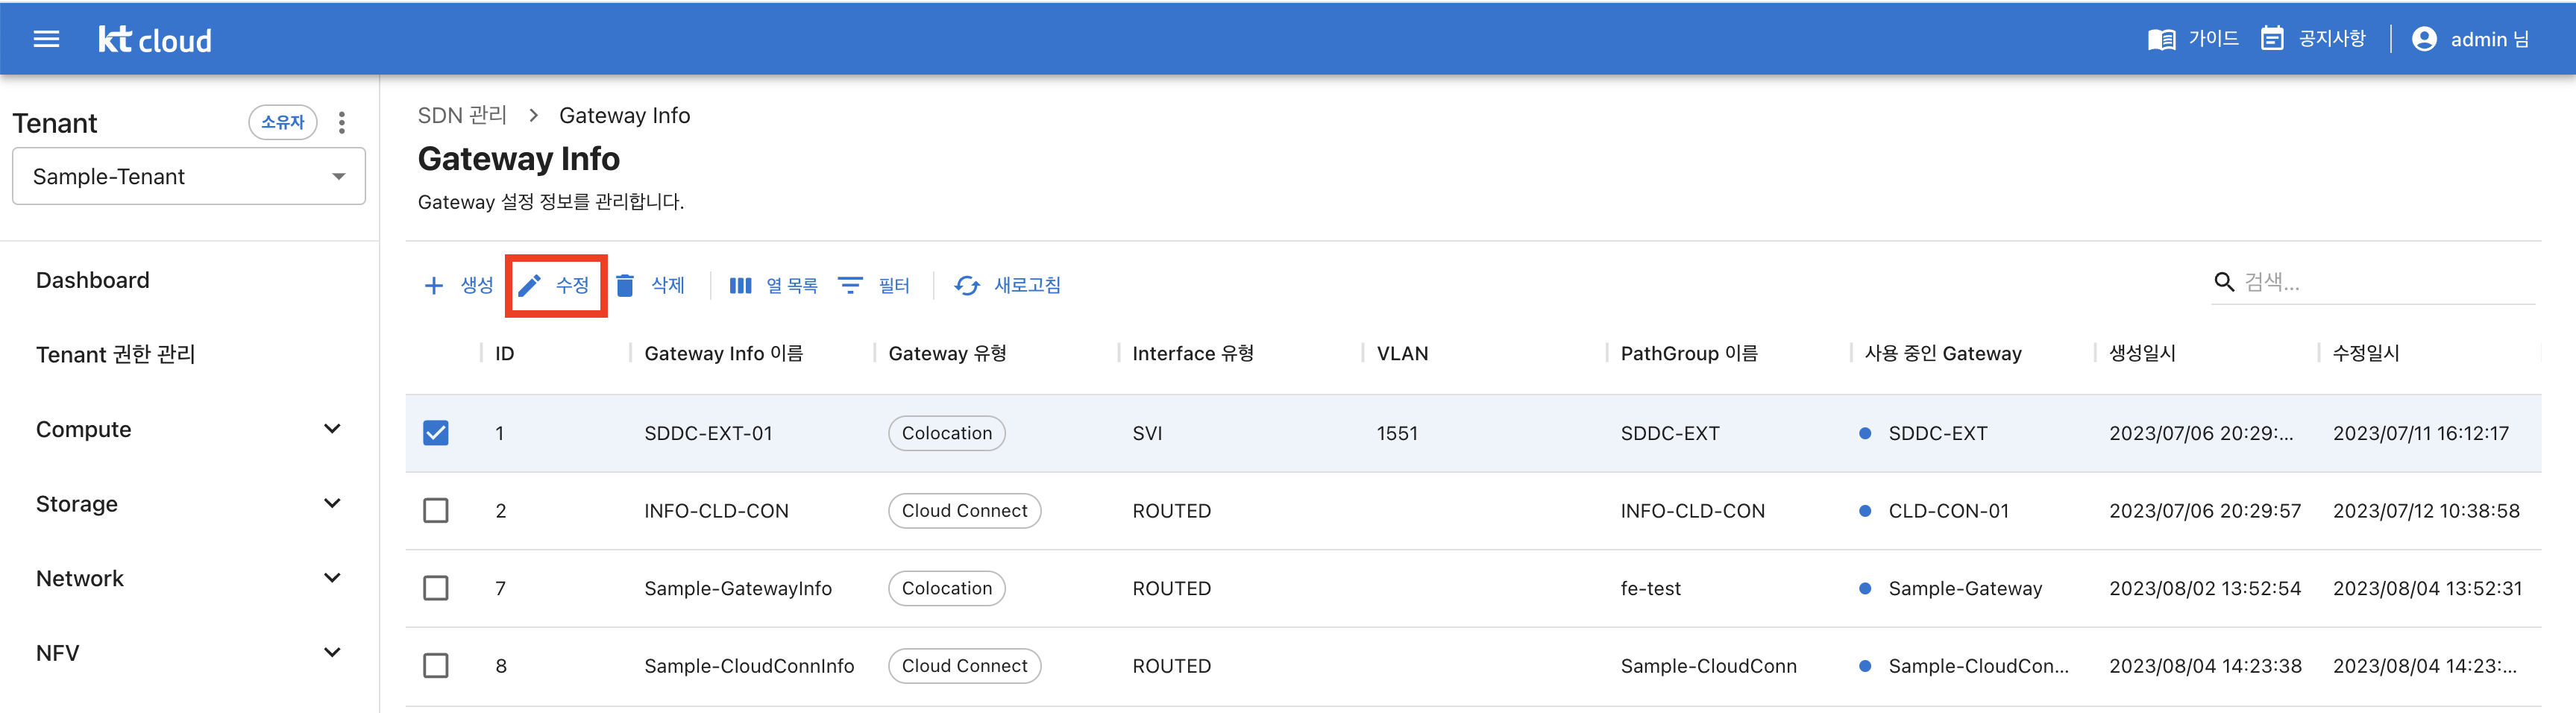 kt cloud
가이드 공지사항 admin 님
Tenant 소유자
Sample-Tenant
Dashboard
Tenant 권한 관리
Compute
Storage
Network
NFV
SDN 관리 > Gateway Info
Gateway Info
Gateway 설정 정보를 관리합니다.
+ 생성 수정 삭제 열 목록 필터 새로고침 검색...
ID Gateway Info 이름 Gateway 유형 Interface 유형 VLAN PathGroup 이름 사용 중인 Gateway 생성일시 수정일시
1 SDDC-EXT-01 Colocation SVI 1551 SDDC-EXT SDDC-EXT 2023/07/06 20:29:... 2023/07/11 16:12:17
2 INFO-CLD-CON Cloud Connect ROUTED INFO-CLD-CON CLD-CON-01 2023/07/06 20:29:57 2023/07/12 10:38:58
7 Sample-GatewayInfo Colocation ROUTED fe-test Sample-Gateway 2023/08/02 13:52:54 2023/08/04 13:52:31
8 Sample-CloudConnInfo Cloud Connect ROUTED Sample-CloudConn Sample-CloudCon... 2023/08/04 14:23:38 2023/08/04 14:23:...